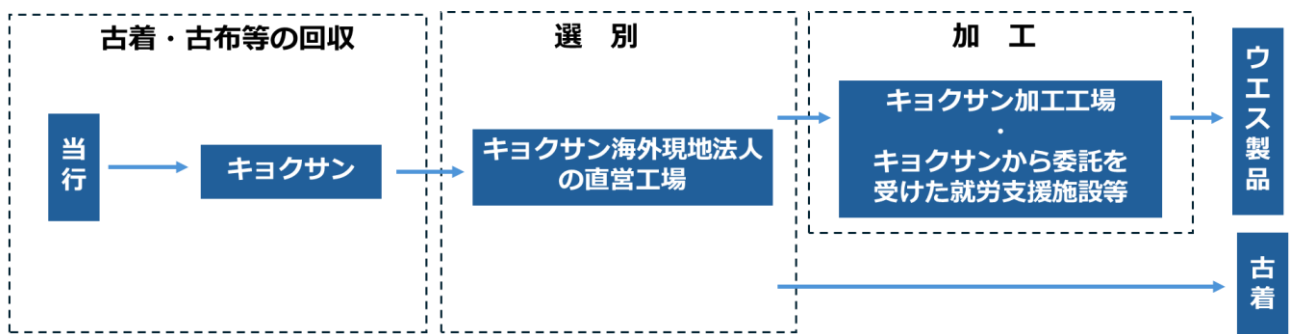 古着・古布等の回収
当行
キョクサン
選　別
キョクサン海外現地法人
の直営工場
加　工
キョクサン加工工場
・
キョクサンから委託を
受けた就労支援施設等
ウエス製品
古着